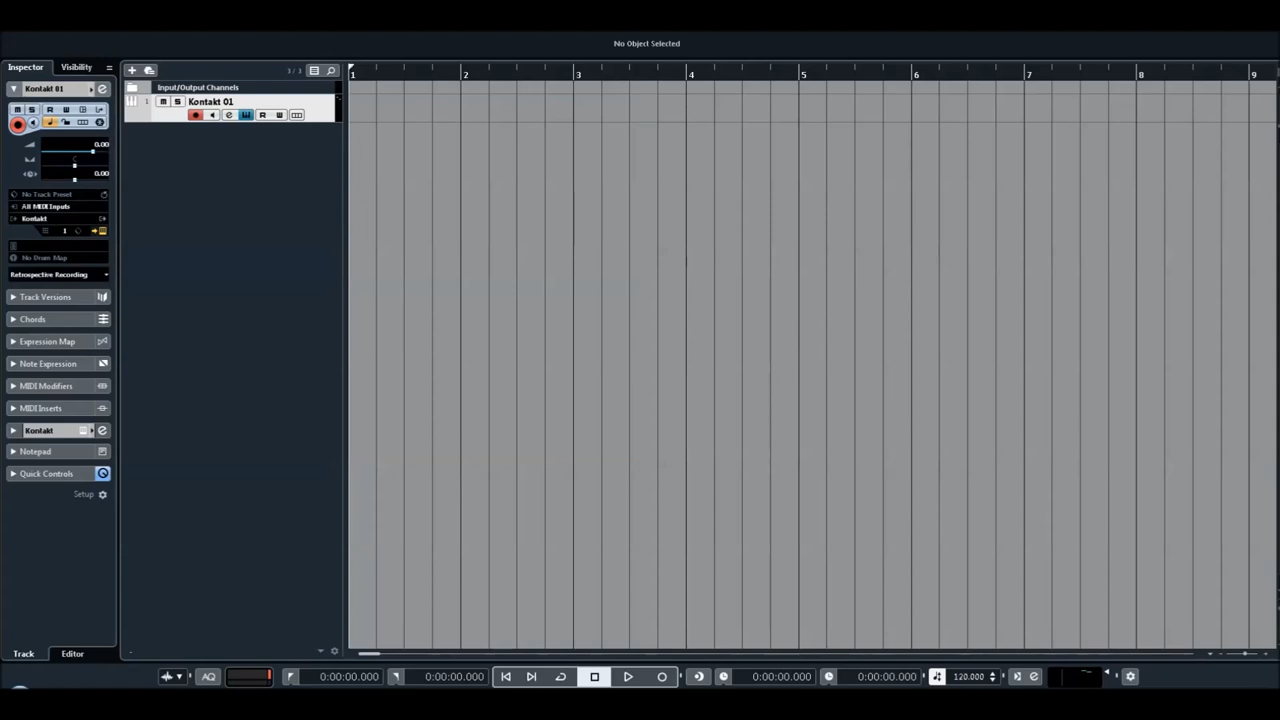 No Object Selected
Inspector
Visibility
1 / 1
1 2 3 4 5 6 7 8 9
Kontakt 01
Input/Output Channels
1 M S Kontakt 01
M S R W
R W
0.00
C
0.00
No Track Preset
All MIDI Inputs
Kontakt
1
No Drum Map
Retrospective Recording
Track Versions
Chords
Expression Map
Note Expression
MIDI Modifiers
MIDI Inserts
Kontakt
Notepad
Quick Controls
Setup
Track
Editor
AQ
0:00:00.000
0:00:00.000
0:00:00.000
0:00:00.000
120.000